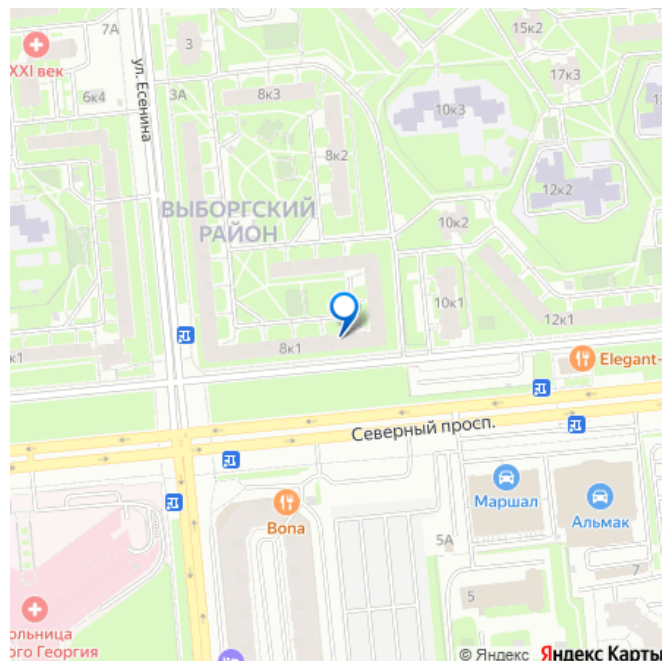 7А
XXI век
ул. Есенина
3
3А
6к4
8к3
15к2
17к3
10к3
8к2
12к2
ВЫБОРГСКИЙ
РАЙОН
10к2
10к1
12к1
8к1
к1
Elegant-
Северный просп.
Bona
Маршал
Альмак
5А
5
7
ольница
ого Георгия
© Яндекс Яндекс Карты